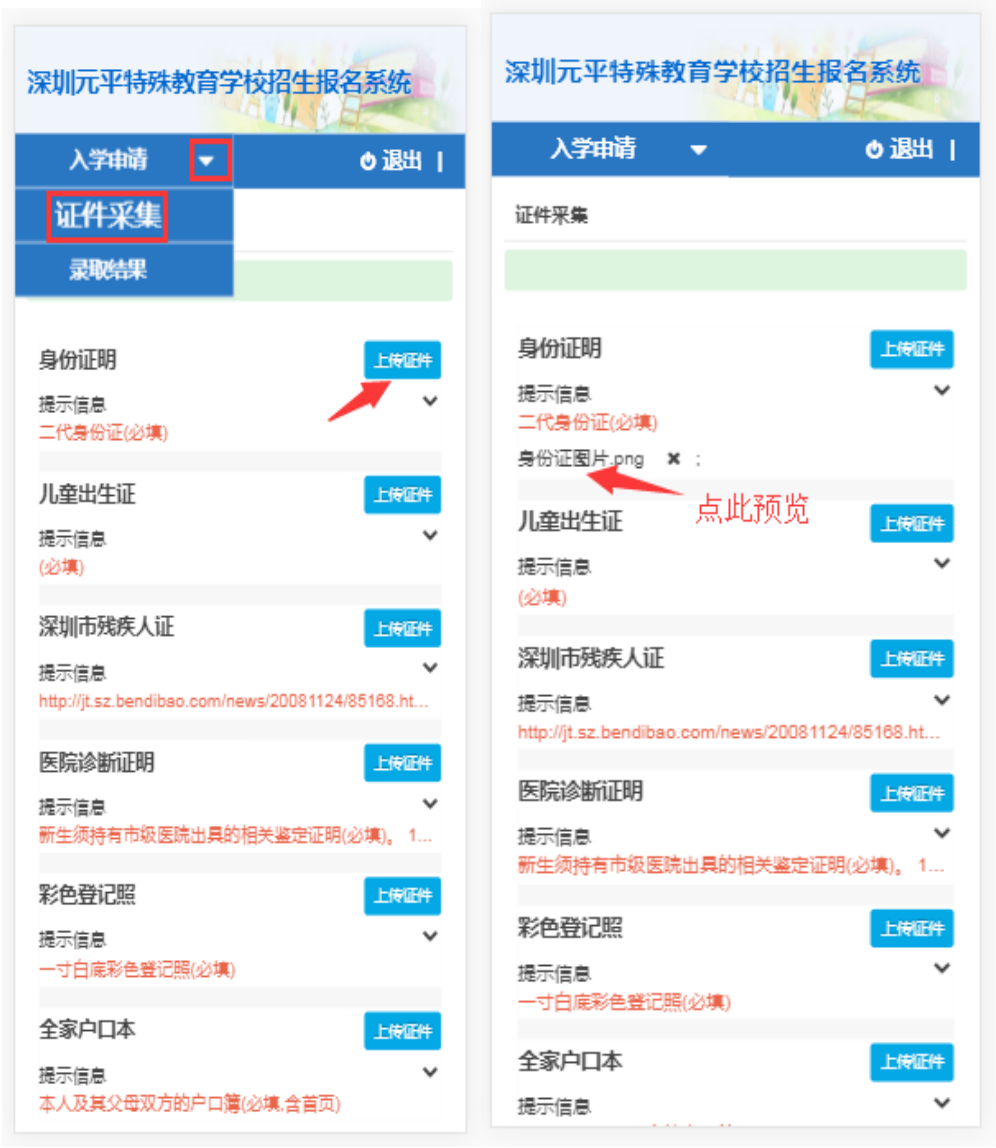 深圳元平特殊教育学校招生报名系统
入学申请
退出 |
证件采集
录取结果
身份证明
上传证件
提示信息
二代身份证(必填)
儿童出生证
上传证件
提示信息
(必填)
深圳市残疾人证
上传证件
提示信息
http://jt.sz.bendibao.com/news/20081124/85168.ht...
医院诊断证明
上传证件
提示信息
新生须持有市级医院出具的相关鉴定证明(必填)。 1...
彩色登记照
上传证件
提示信息
一寸白底彩色登记照(必填)
全家户口本
上传证件
提示信息
本人及其父母双方的户口簿(必填,含首页)
深圳元平特殊教育学校招生报名系统
入学申请
退出 |
证件采集
身份证明
上传证件
提示信息
二代身份证(必填)
身份证图片.png ✖ ;
点此预览
儿童出生证
上传证件
提示信息
(必填)
深圳市残疾人证
上传证件
提示信息
http://jt.sz.bendibao.com/news/20081124/85168.ht...
医院诊断证明
上传证件
提示信息
新生须持有市级医院出具的相关鉴定证明(必填)。 1...
彩色登记照
上传证件
提示信息
一寸白底彩色登记照(必填)
全家户口本
上传证件
提示信息